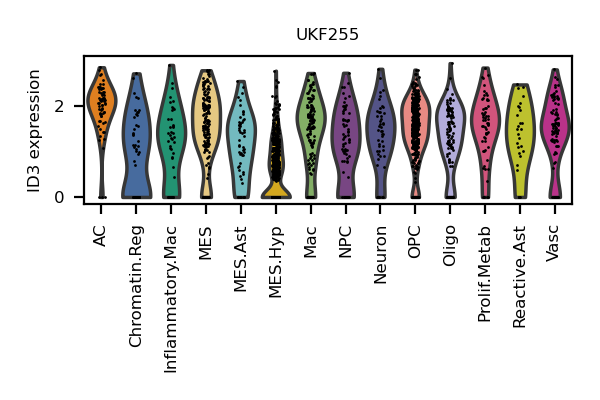 UKF255
ID3 expression
2
0
AC
Chromatin.Reg
Inflammatory.Mac
MES
MES.Ast
MES.Hyp
Mac
NPC
Neuron
OPC
Oligo
Prolif.Metab
Reactive.Ast
Vasc